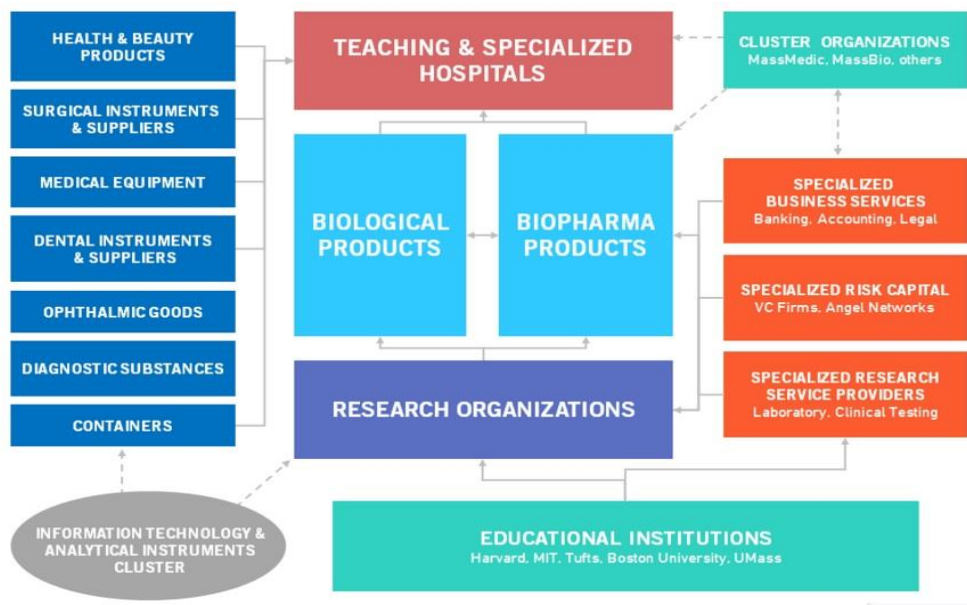 HEALTH & BEAUTY
PRODUCTS
SURGICAL INSTRUMENTS
& SUPPLIERS
MEDICAL EQUIPMENT
DENTAL INSTRUMENTS
& SUPPLIERS
OPHTHALMIC GOODS
DIAGNOSTIC SUBSTANCES
CONTAINERS
INFORMATION TECHNOLOGY &
ANALYTICAL INSTRUMENTS
CLUSTER
TEACHING & SPECIALIZED
HOSPITALS
BIOLOGICAL
PRODUCTS
BIOPHARMA
PRODUCTS
RESEARCH ORGANIZATIONS
EDUCATIONAL INSTITUTIONS
Harvard, MIT, Tufts, Boston University, UMass
CLUSTER ORGANIZATIONS
MassMedic, MassBio, others
SPECIALIZED
BUSINESS SERVICES
Banking, Accounting, Legal
SPECIALIZED RISK CAPITAL
VC Firms, Angel Networks
SPECIALIZED RESEARCH
SERVICE PROVIDERS
Laboratory, Clinical Testing